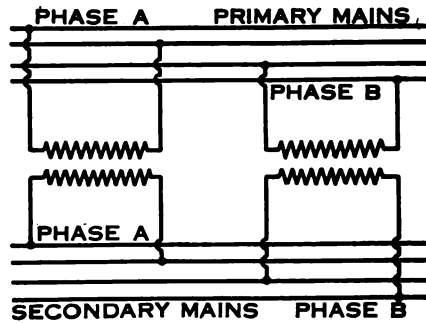 PHASE A PRIMARY MAINS
PHASE B
PHASE A
SECONDARY MAINS PHASE B